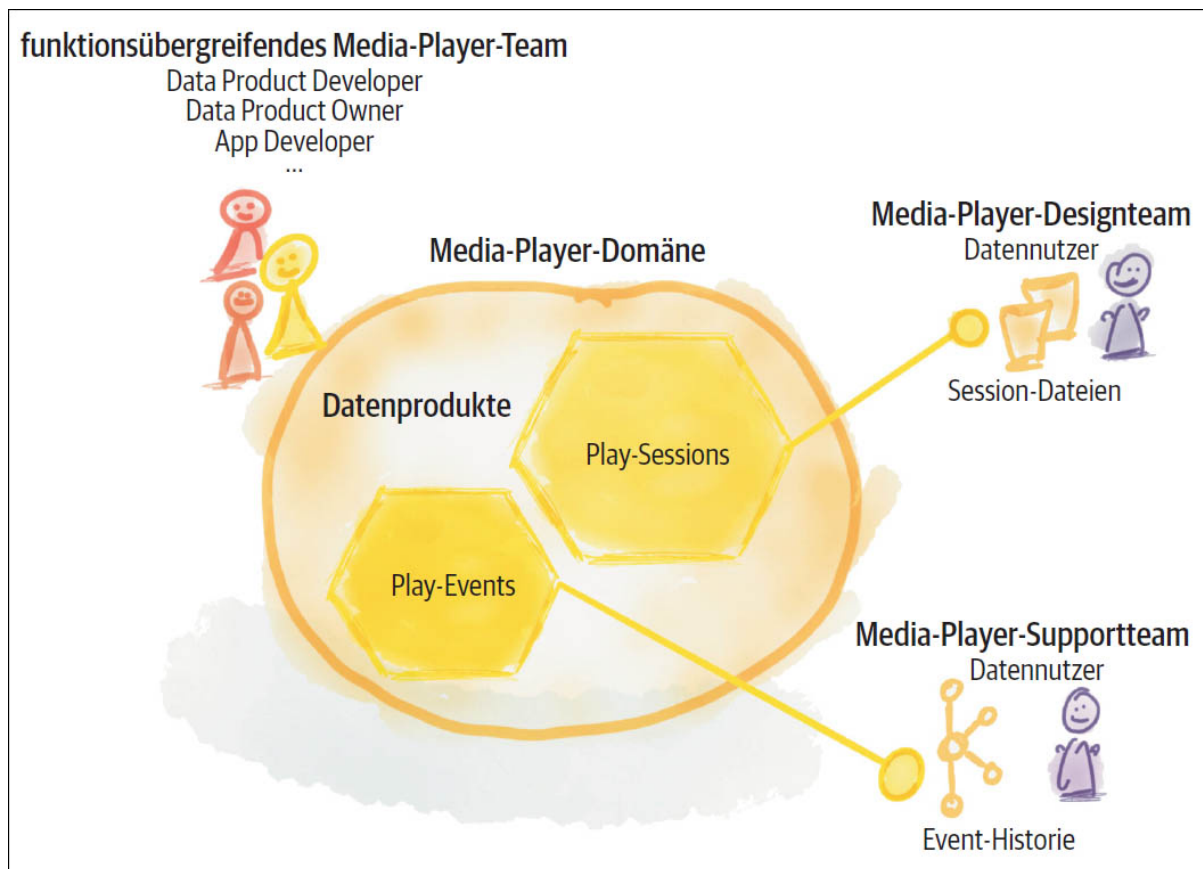 funktionsübergreifendes Media-Player-Team
Data Product Developer
Data Product Owner
App Developer
...
Media-Player-Designteam
Datennutzer
Session-Dateien
Media-Player-Domäne
Datenprodukte
Play-Sessions
Play-Events
Media-Player-Supportteam
Datennutzer
Event-Historie